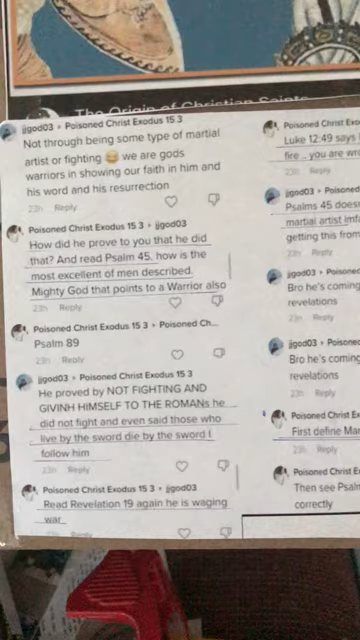 The Origin of Christian Saints
jjgod03 ▸ Poisoned Christ Exodus 15 3
Not through being some type of martial
artist or fighting 😂 we are gods
warriors in showing our faith in him and
his word and his resurrection
23h Reply
Poisoned Christ Exodus 15 3 ▸ jjgod03
How did he prove to you that he did
that? And read Psalm 45. how is the
most excellent of men described.
Mighty God that points to a Warrior also
23h Reply
Poisoned Christ Exodus 15 3 ▸ Poisoned Ch...
Psalm 89
23h Reply
jjgod03 ▸ Poisoned Christ Exodus 15 3
He proved by NOT FIGHTING AND
GIVINH HIMSELF TO THE ROMANs he
did not fight and even said those who
live by the sword die by the sword I
follow him
23h Reply
Poisoned Christ Exodus 15 3 ▸ jjgod03
Read Revelation 19 again he is waging
war
Reply
Poisoned Christ Exo
Luke 12:49 says
fire .. you are wro
23h Reply
jjgod03 ▸ Poisoned
Psalms 45 does
martial artist im
getting this from
23h Reply
jjgod03 ▸ Poisoned
Bro he's coming
revelations
23h Reply
jjgod03 ▸ Poisone
Bro he's coming
revelations
23h Reply
Poisoned Christ Ex
First define Mar
23h Reply
Poisoned Christ E
Then see Psaln
correctly